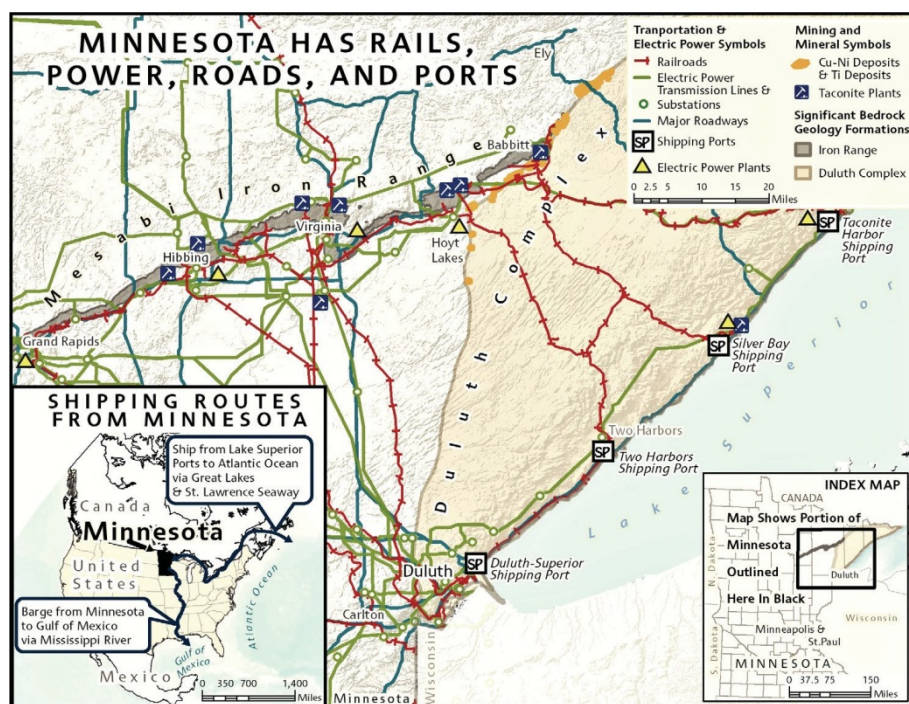 MINNESOTA HAS RAILS,
POWER, ROADS, AND PORTS
Tranportation &
Electric Power Symbols
Railroads
Electric Power
Transmission Lines &
Substations
Major Roadways
SP Shipping Ports
Electric Power Plants
Mining and
Mineral Symbols
Cu-Ni Deposits
& Ti Deposits
Taconite Plants
Significant Bedrock
Geology Formations
Iron Range
Duluth Complex
0 2.5 5 10 15 20
Miles
Ely
Babbitt
Mesabi Iron Range
Virginia
Hibbing
Hoyt
Lakes
Grand Rapids
Duluth Complex
SP
Taconite
Harbor
Shipping
Port
SP
Silver Bay
Shipping
Port
Two Harbors
SP
Two Harbors
Shipping Port
Lake Superior
SP
Duluth-Superior
Shipping Port
Duluth
Carlton
Wisconsin
Minnesota
SHIPPING ROUTES
FROM MINNESOTA
Ship from Lake Superior
Ports to Atlantic Ocean
via Great Lakes
& St. Lawrence Seaway
Canada
Minnesota
United
States
Barge from Minnesota
to Gulf of Mexico
via Mississippi River
Atlantic Ocean
Gulf of
Mexico
Mexico
0 350 700 1,400
Miles
INDEX MAP
CANADA
Map Shows Portion of
Minnesota
Outlined
Here In Black
N. Dakota
S. Dakota
Duluth
Wisconsin
Minneapolis &
St.Paul
MINNESOTA
0 37.5 75 150
Miles